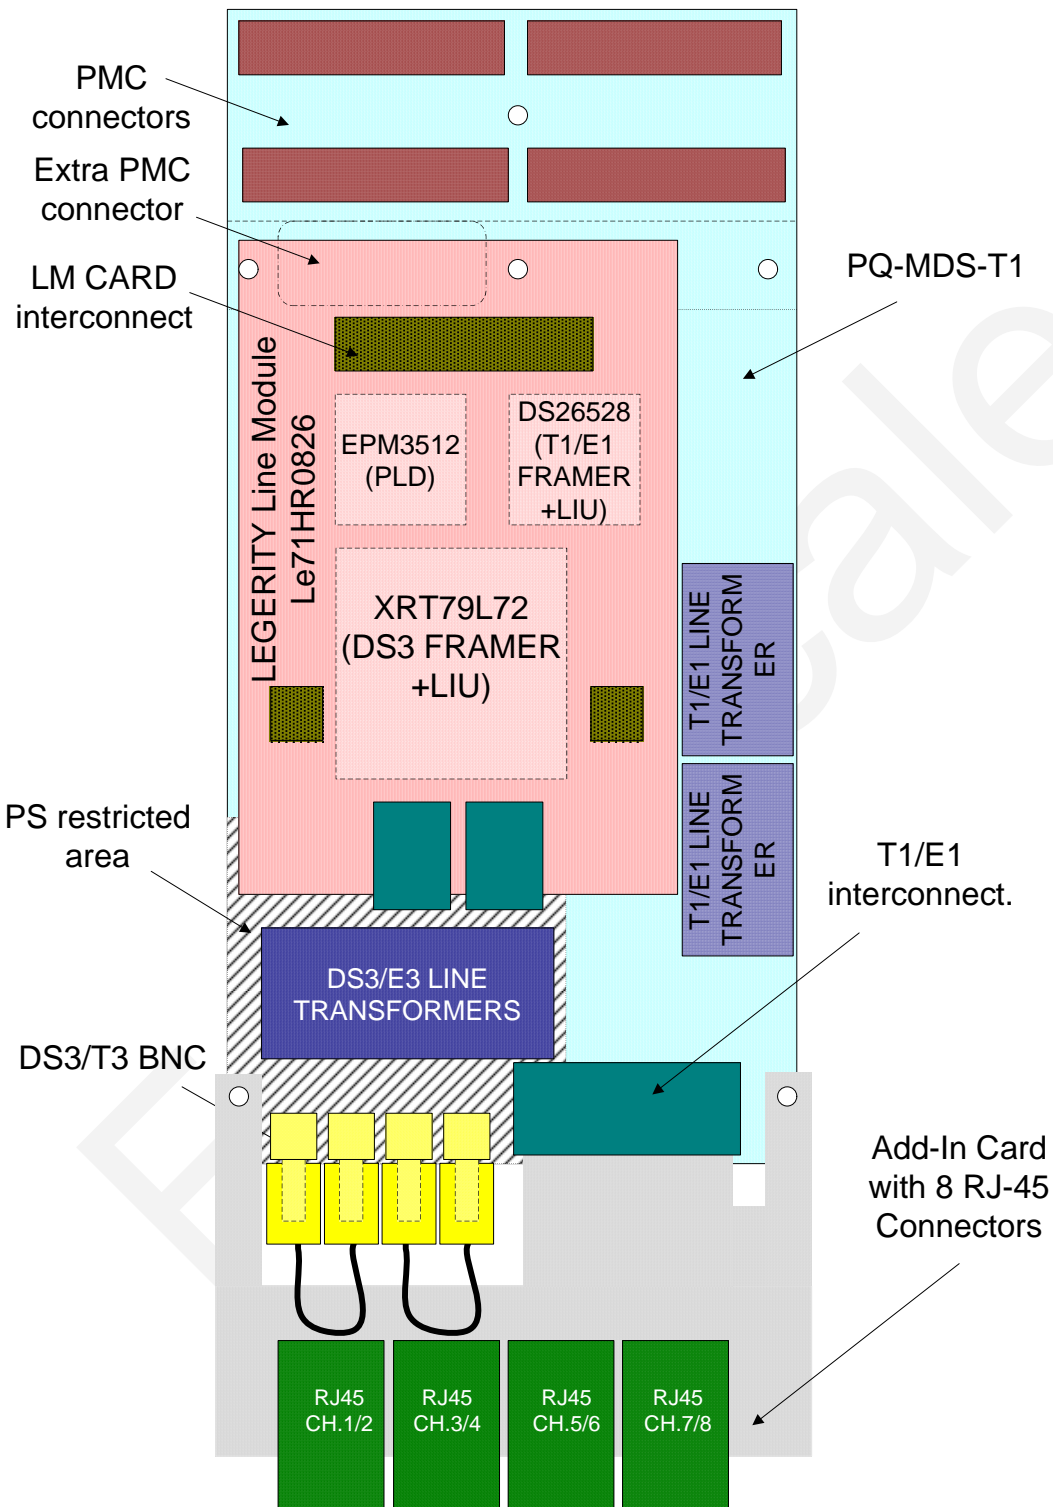 PMC
connectors
Extra PMC
connector
LM CARD
interconnect
PQ-MDS-T1
LEGERITY Line Module
Le71HR0826
EPM3512
(PLD)
DS26528
(T1/E1
FRAMER
+LIU)
XRT79L72
(DS3 FRAMER
+LIU)
T1/E1 LINE
TRANSFORM
ER
T1/E1 LINE
TRANSFORM
ER
PS restricted
area
T1/E1
interconnect.
DS3/E3 LINE
TRANSFORMERS
DS3/T3 BNC
Add-In Card
with 8 RJ-45
Connectors
RJ45
CH.1/2
RJ45
CH.3/4
RJ45
CH.5/6
RJ45
CH.7/8